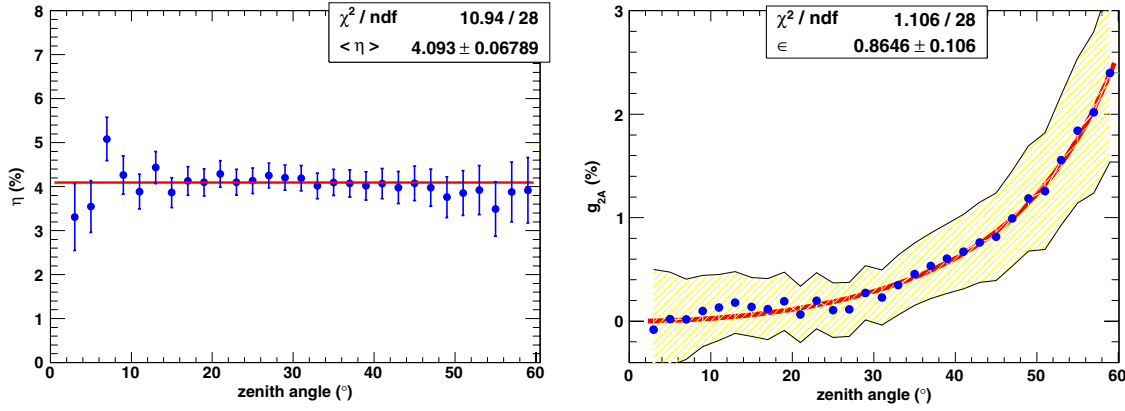 χ² / ndf 10.94 / 28
< η > 4.093 ± 0.06789
η (%)
8
7
6
5
4
3
2
1
0
0 10 20 30 40 50 60
zenith angle (°)
χ² / ndf 1.106 / 28
∈ 0.8646 ± 0.106
g2A (%)
3
2
1
0
0 10 20 30 40 50 60
zenith angle (°)